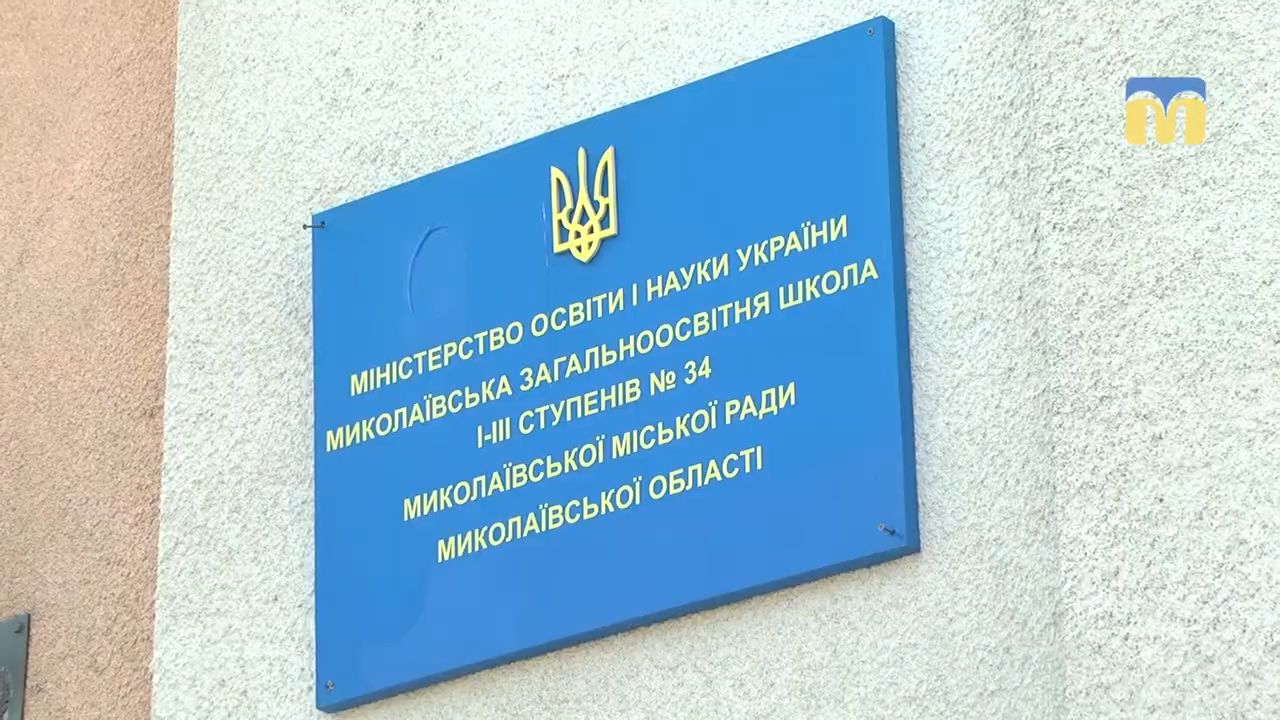 МІНІСТЕРСТВО ОСВІТИ І НАУКИ УКРАЇНИ
МИКОЛАЇВСЬКА ЗАГАЛЬНООСВІТНЯ ШКОЛА
І-ІІІ СТУПЕНІВ № 34
МИКОЛАЇВСЬКОЇ МІСЬКОЇ РАДИ
МИКОЛАЇВСЬКОЇ ОБЛАСТІ